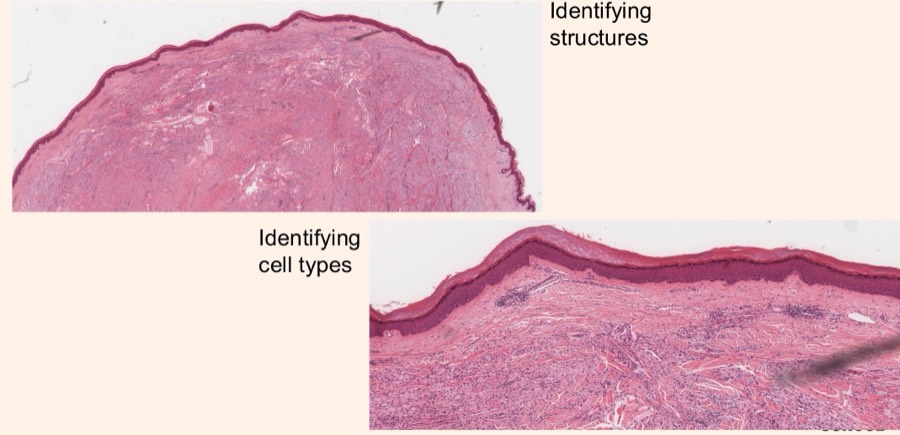 Identifying
structures
Identifying
cell types